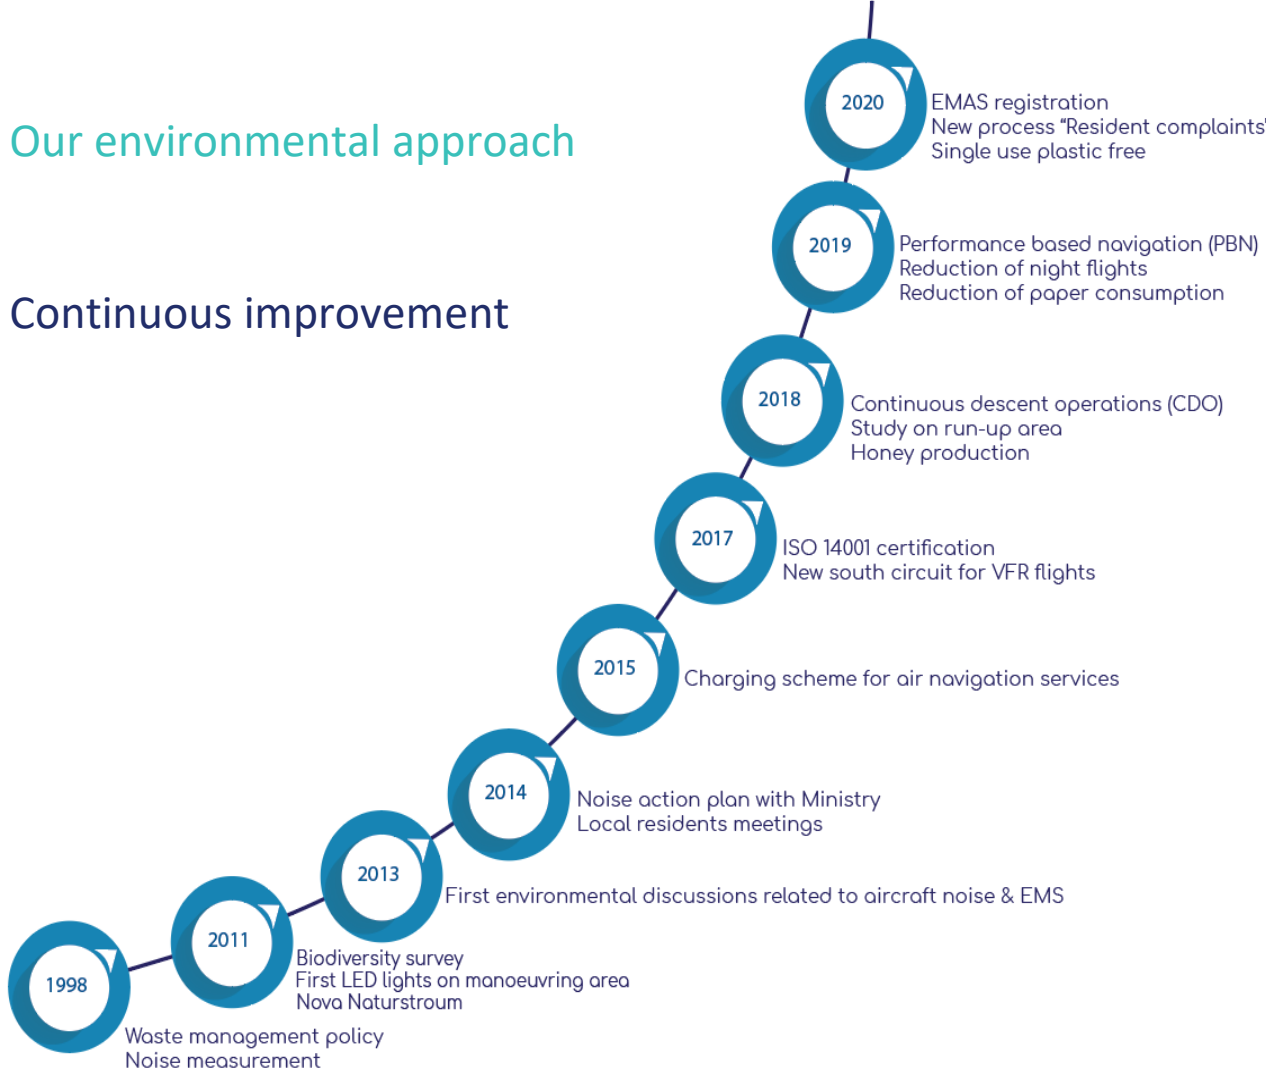 Our environmental approach
Continuous improvement
2020
EMAS registration
New process “Resident complaints"
Single use plastic free
2019
Performance based navigation (PBN)
Reduction of night flights
Reduction of paper consumption
2018
Continuous descent operations (CDO)
Study on run-up area
Honey production
2017
ISO 14001 certification
New south circuit for VFR flights
2015
Charging scheme for air navigation services
2014
Noise action plan with Ministry
Local residents meetings
2013
First environmental discussions related to aircraft noise & EMS
2011
Biodiversity survey
First LED lights on manoeuvring area
Nova Naturstroum
1998
Waste management policy
Noise measurement